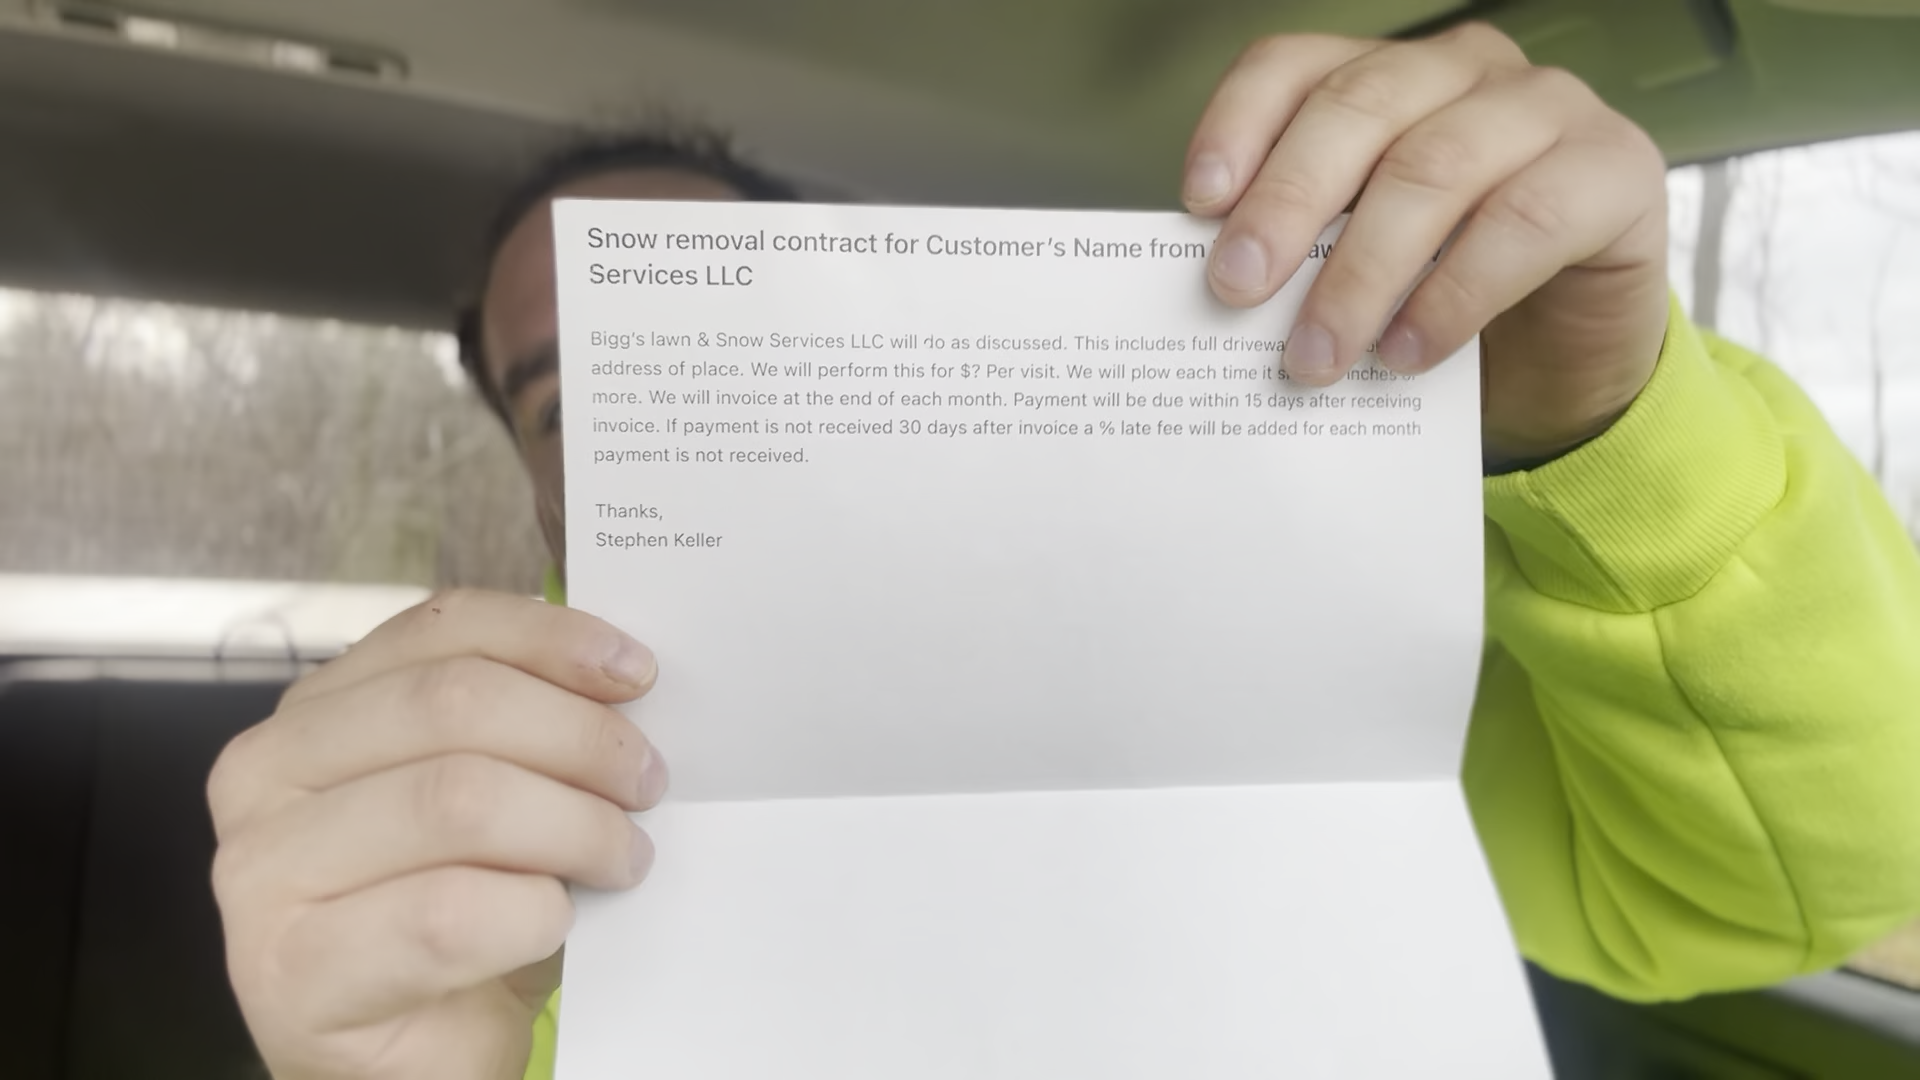 Snow removal contract for Customer's Name from
Services LLC
Bigg's lawn & Snow Services LLC will do as discussed. This includes full
address of place. We will perform this for $? Per visit. We will plow each time it inches or
more. We will invoice at the end of each month. Payment will be due within 15 days after receiving
invoice. If payment is not received 30 days after invoice a % late fee will be added for each month
payment is not received.
Thanks,
Stephen Keller